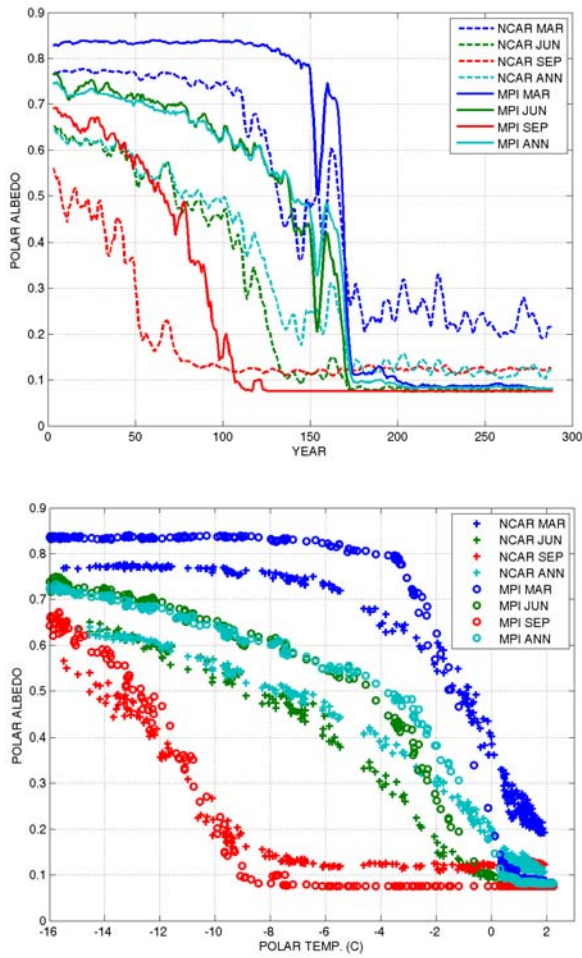 0.9
0.8
0.7
0.6
0.5
0.4
0.3
0.2
0.1
0
POLAR ALBEDO
NCAR MAR
NCAR JUN
NCAR SEP
NCAR ANN
MPI MAR
MPI JUN
MPI SEP
MPI ANN
0 50 100 150 200 250 300
YEAR
0.9
0.8
0.7
0.6
0.5
0.4
0.3
0.2
0.1
0
POLAR ALBEDO
NCAR MAR
NCAR JUN
NCAR SEP
NCAR ANN
MPI MAR
MPI JUN
MPI SEP
MPI ANN
-16 -14 -12 -10 -8 -6 -4 -2 0 2
POLAR TEMP. (C)